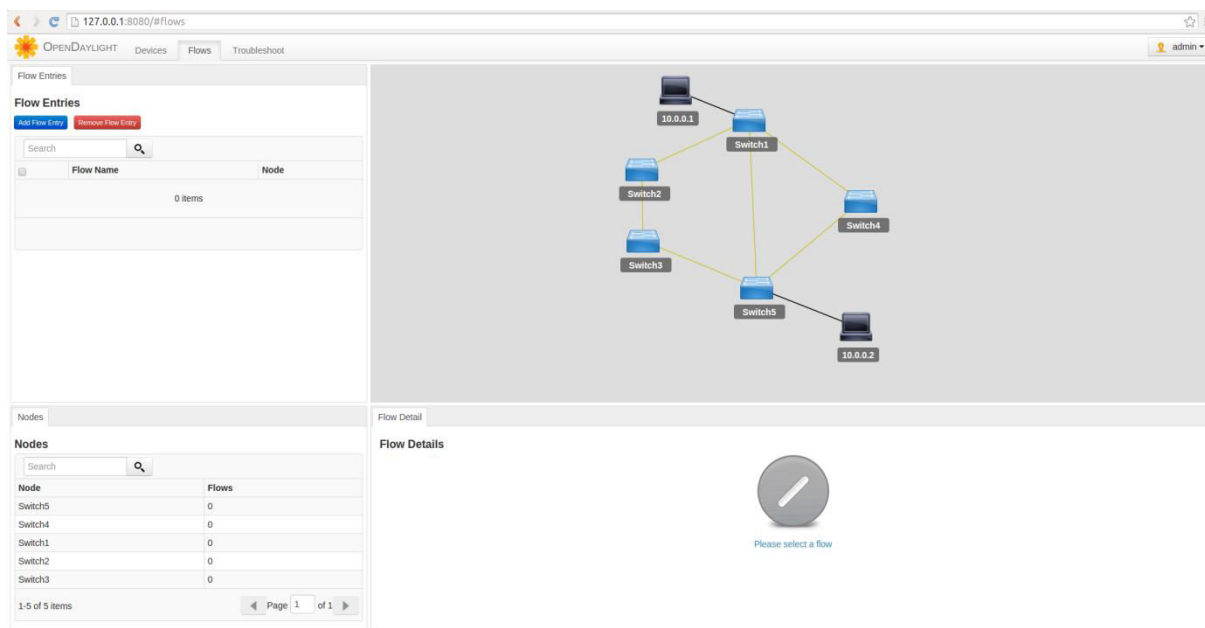 127.0.0.1:8080/#flows
OPENDAYLIGHT Devices Flows Troubleshoot admin
Flow Entries
Flow Entries
Add Flow Entry Remove Flow Entry
Search
Flow Name Node
0 items
10.0.0.1
Switch1
Switch2
Switch4
Switch3
Switch5
10.0.0.2
Nodes
Nodes
Search
Node Flows
Switch5 0
Switch4 0
Switch1 0
Switch2 0
Switch3 0
1-5 of 5 items Page 1 of 1
Flow Detail
Flow Details
Please select a flow